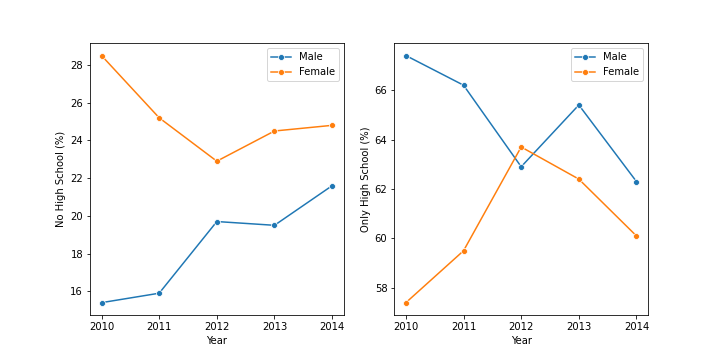 No High School (%)
28
26
24
22
20
18
16
Male
Female
2010 2011 2012 2013 2014
Year
Only High School (%)
66
64
62
60
58
Male
Female
2010 2011 2012 2013 2014
Year